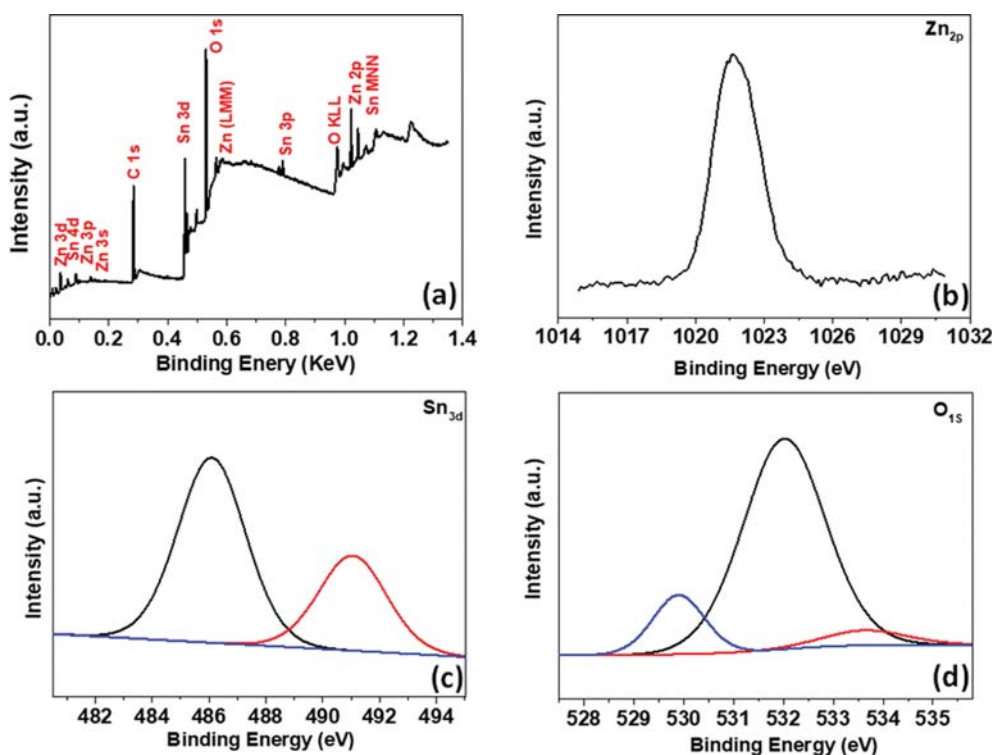 Intensity (a.u.)
Zn 3d
Sn 4d
Zn 3p
Zn 3s
C 1s
Sn 3d
O 1s
Zn (LMM)
Sn 3p
O KLL
Zn 2p
Sn MNN
(a)
0.0 0.2 0.4 0.6 0.8 1.0 1.2 1.4
Binding Enery (KeV)
Zn2p
Intensity (a.u.)
(b)
1014 1017 1020 1023 1026 1029 1032
Binding Energy (eV)
Sn3d
Intensity (a.u.)
(c)
482 484 486 488 490 492 494
Binding Energy (eV)
O1S
Intensity (a.u.)
(d)
528 529 530 531 532 533 534 535
Binding Energy (eV)